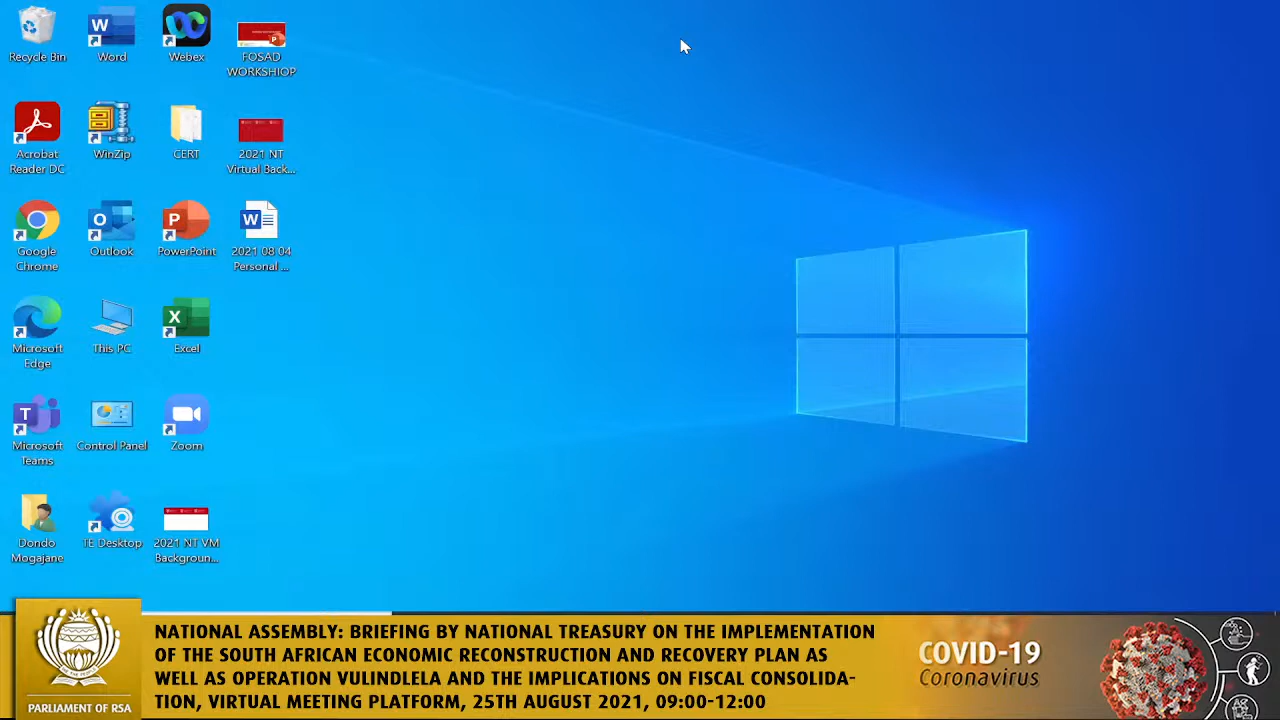 Recycle Bin
Word
Webex
FOSAD
WORKSHIOP
Acrobat
Reader DC
WinZip
CERT
2021 NT
Virtual Back...
Google
Chrome
Outlook
PowerPoint
2021 08 04
Personal ...
Microsoft
Edge
This PC
Excel
Microsoft
Teams
Control Panel
Zoom
Dondo
Mogajane
TE Desktop
2021 NT VM
Backgroun...
PARLIAMENT OF RSA
NATIONAL ASSEMBLY: BRIEFING BY NATIONAL TREASURY ON THE IMPLEMENTATION
OF THE SOUTH AFRICAN ECONOMIC RECONSTRUCTION AND RECOVERY PLAN AS
WELL AS OPERATION VULINDLELA AND THE IMPLICATIONS ON FISCAL CONSOLIDA-
TION, VIRTUAL MEETING PLATFORM, 25TH AUGUST 2021, 09:00-12:00
COVID-19
Coronavirus